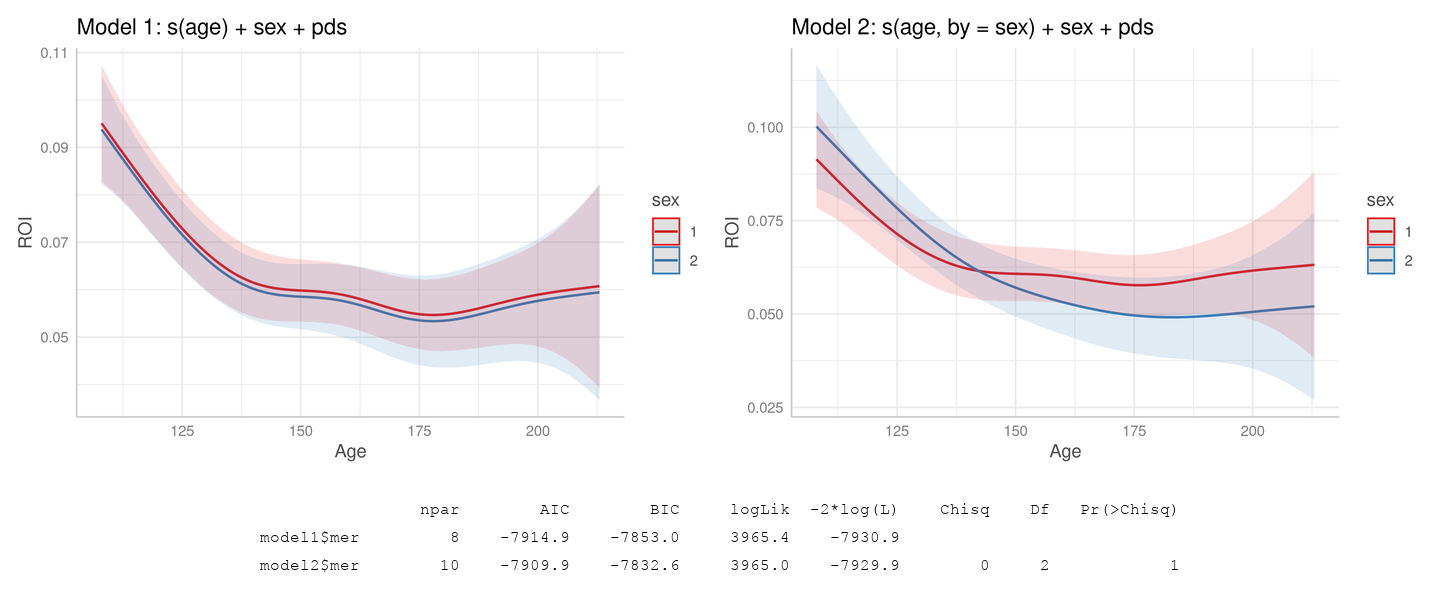 Model 1: s(age) + sex + pds
0.11
0.09
0.07
0.05
ROI
125 150 175 200
Age
sex
1
2
Model 2: s(age, by = sex) + sex + pds
0.100
0.075
0.050
0.025
ROI
125 150 175 200
Age
sex
1
2
npar AIC BIC logLik -2*log(L) Chisq Df Pr(>Chisq)
model1$mer 8 -7914.9 -7853.0 3965.4 -7930.9
model2$mer 10 -7909.9 -7832.6 3965.0 -7929.9 0 2 1